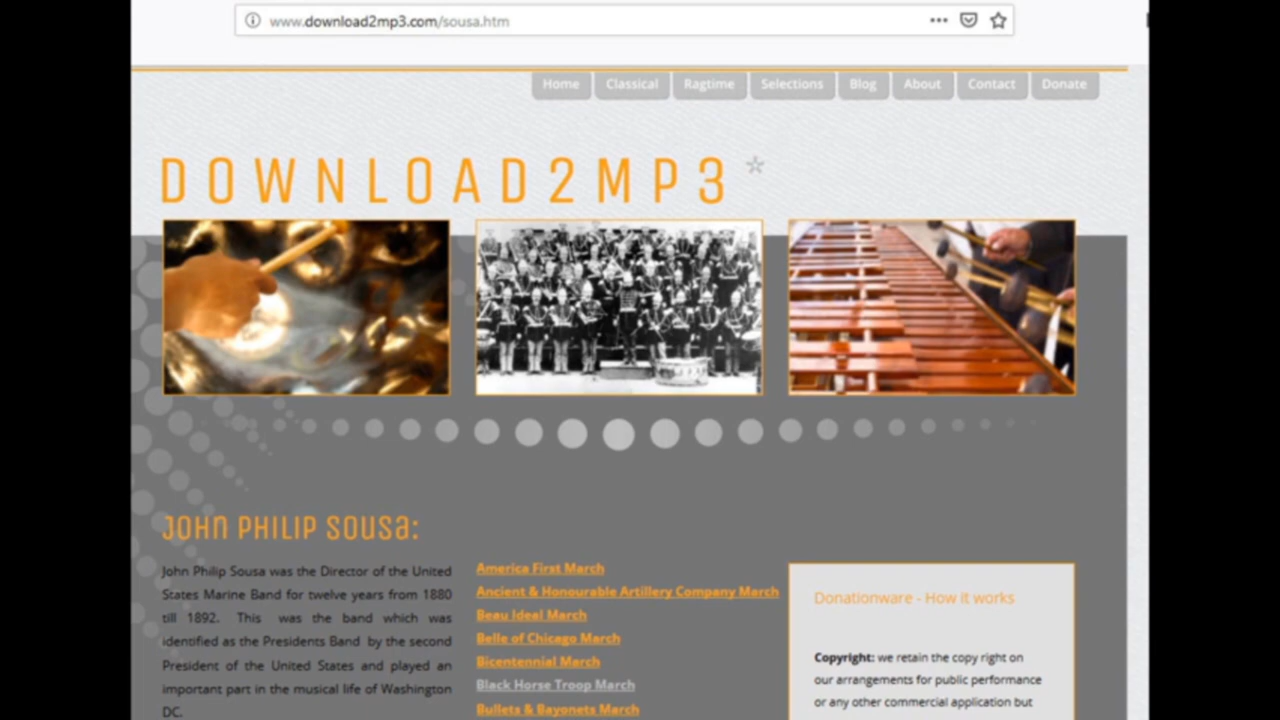 www.download2mp3.com/sousa.htm
Home Classical Ragtime Selections Blog About Contact Donate
DOWNLOAD2MP3
JOHN PHILIP SOUSA:
John Philip Sousa was the Director of the United
States Marine Band for twelve years from 1880
till 1892. This was the band which was
identified as the Presidents Band by the second
President of the United States and played an
important part in the musical life of Washington
DC.
America First March
Ancient & Honourable Artillery Company March
Beau Ideal March
Belle of Chicago March
Bicentennial March
Black Horse Troop March
Bullets & Bayonets March
Donationware - How it works
Copyright: we retain the copy right on
our arrangements for public performance
or any other commercial application but